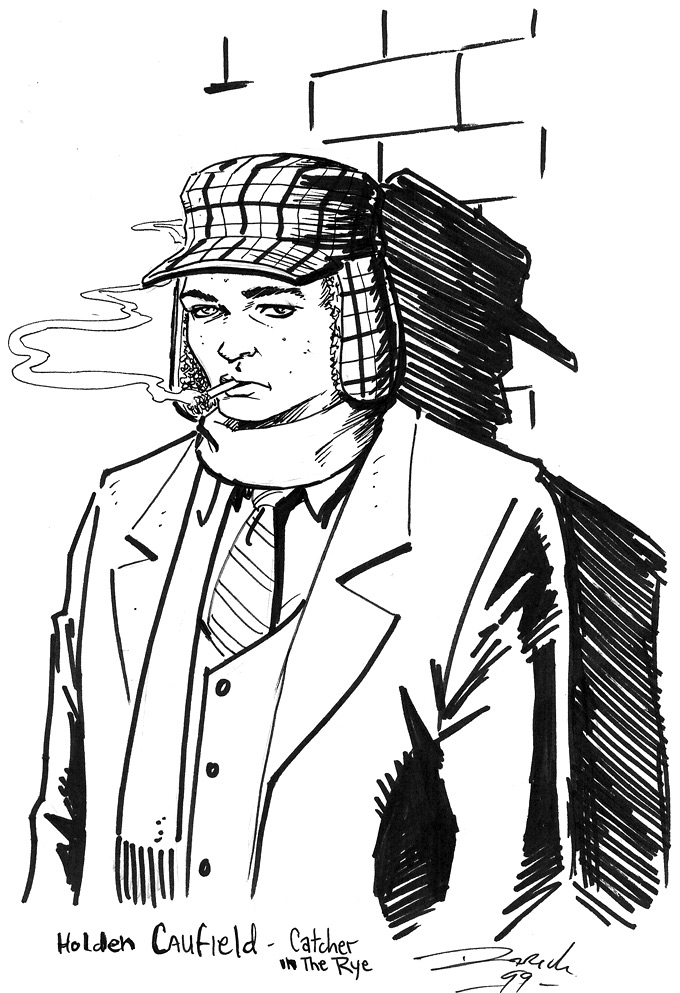 Holden Caufield - Catcher
in The Rye
99-